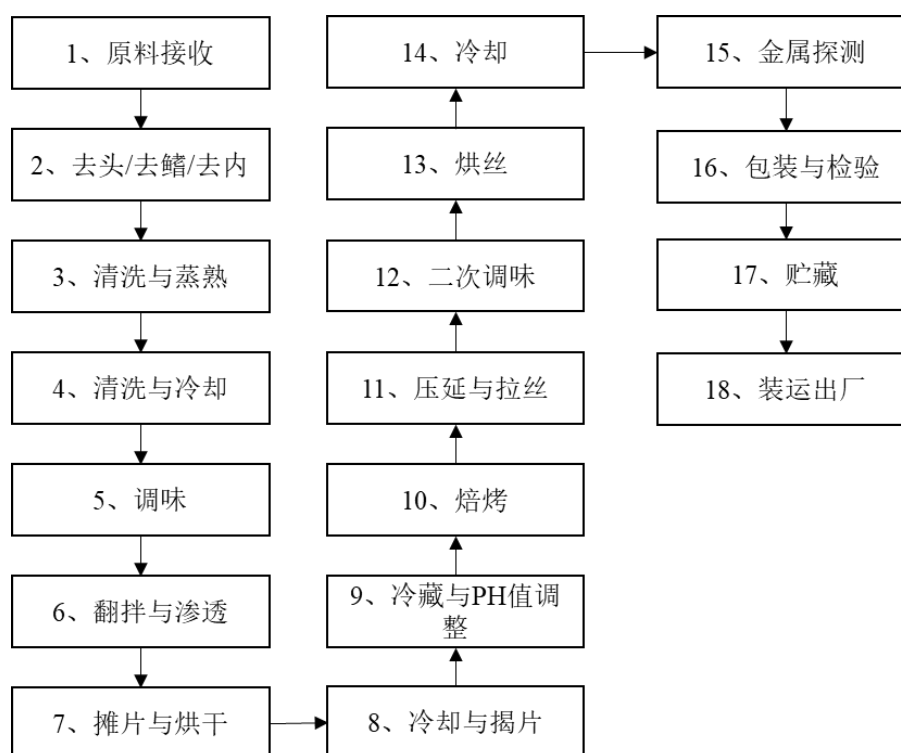 1、原料接收
2、去头/去鳍/去内
3、清洗与蒸熟
4、清洗与冷却
5、调味
6、翻拌与渗透
7、摊片与烘干
8、冷却与揭片
9、冷藏与PH值调
整
10、焙烤
11、压延与拉丝
12、二次调味
13、烘丝
14、冷却
15、金属探测
16、包装与检验
17、贮藏
18、装运出厂